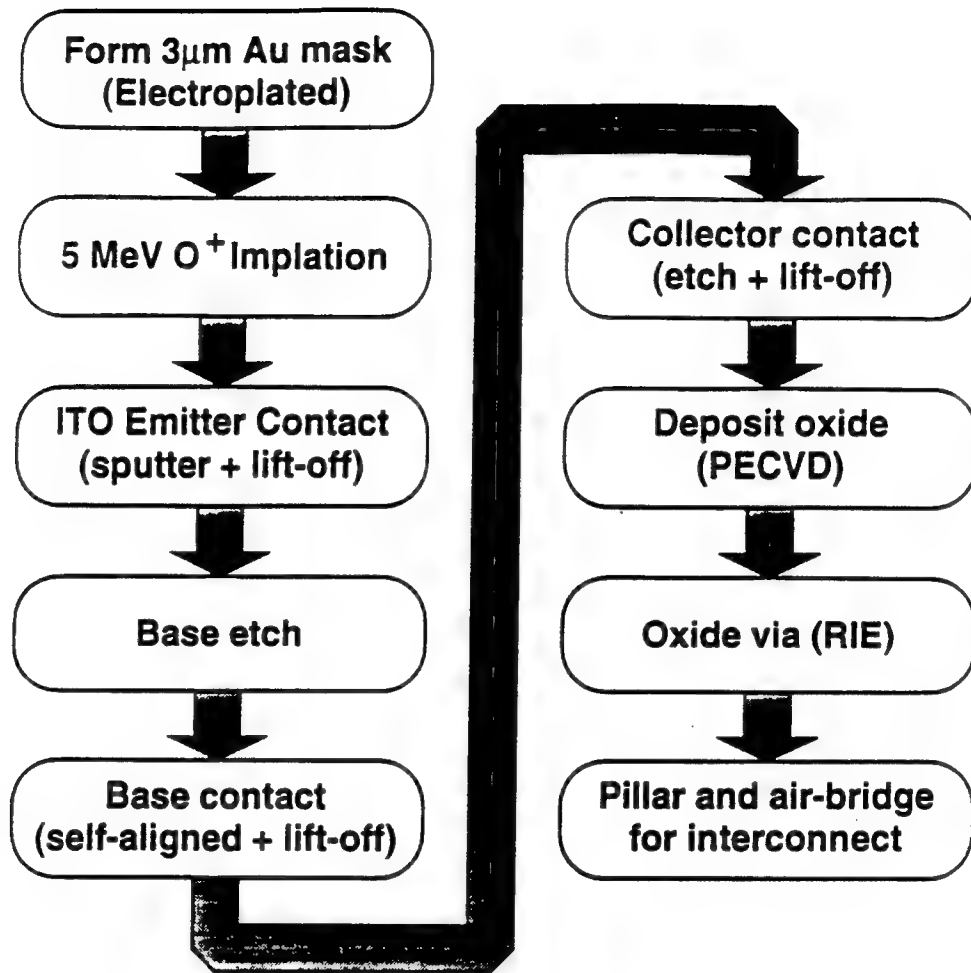 Form 3μm Au mask
(Electroplated)
5 MeV O+ Implation
ITO Emitter Contact
(sputter + lift-off)
Base etch
Base contact
(self-aligned + lift-off)
Collector contact
(etch + lift-off)
Deposit oxide
(PECVD)
Oxide via (RIE)
Pillar and air-bridge
for interconnect